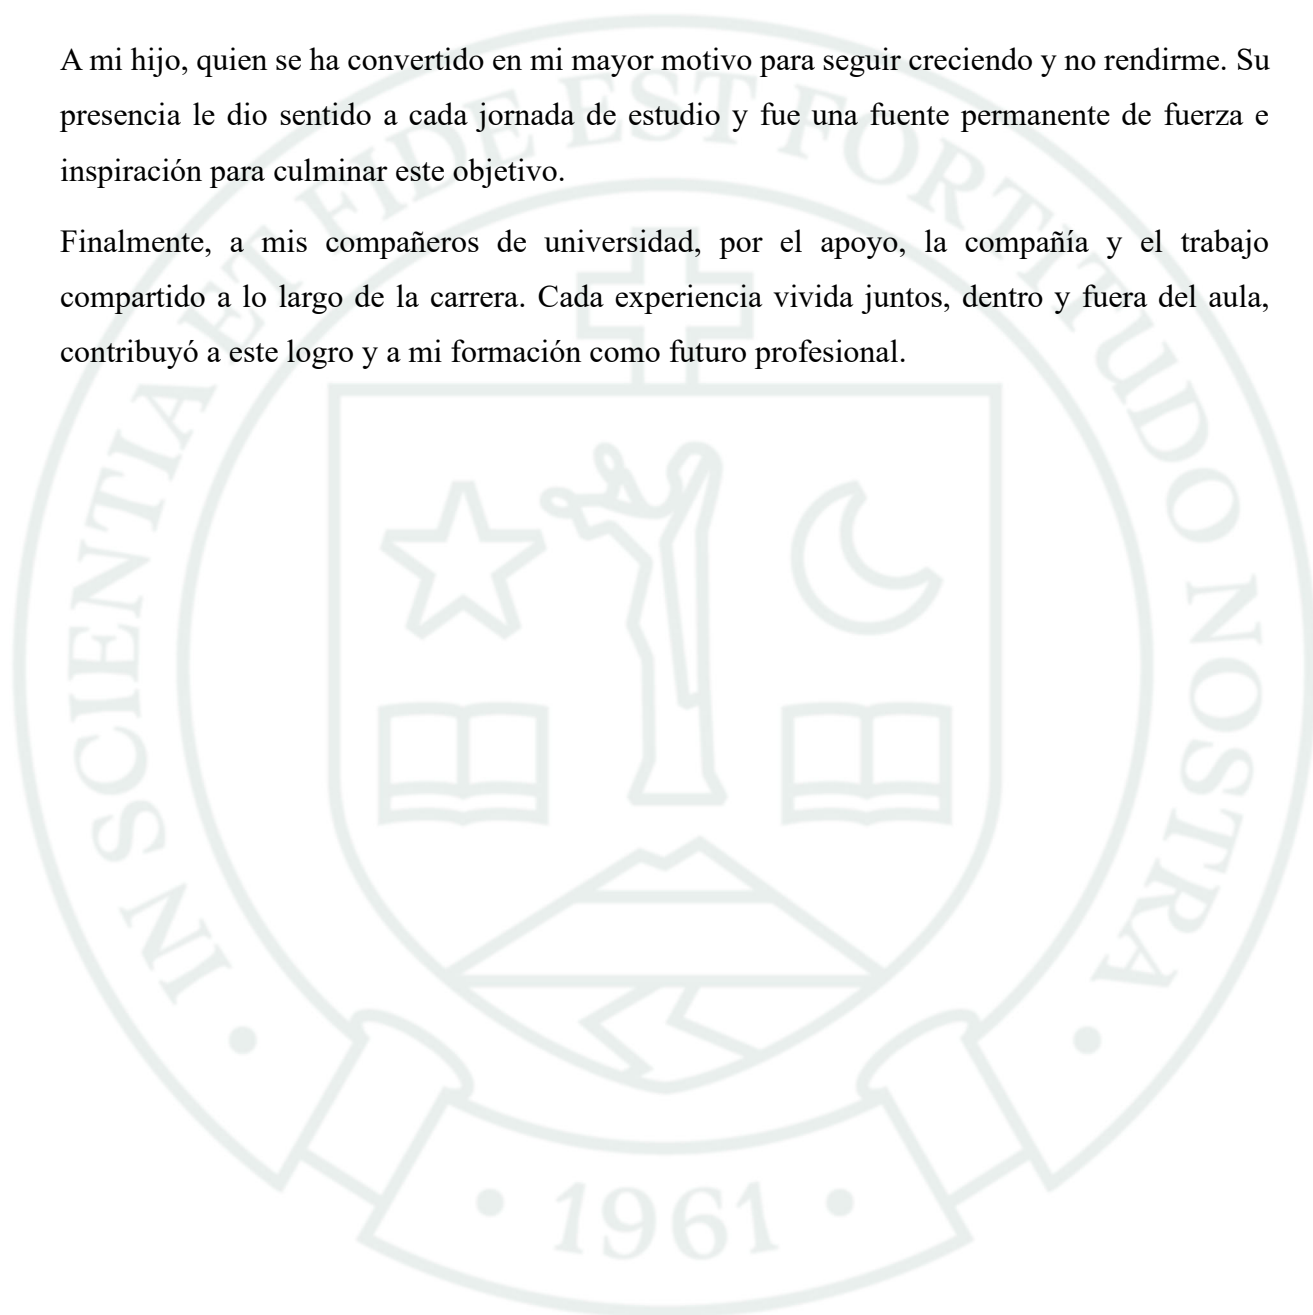 A mi hijo, quien se ha convertido en mi mayor motivo para seguir creciendo y no rendirme. Su
presencia le dio sentido a cada jornada de estudio y fue una fuente permanente de fuerza e
inspiración para culminar este objetivo.
Finalmente, a mis compañeros de universidad, por el apoyo, la compañía y el trabajo
compartido a lo largo de la carrera. Cada experiencia vivida juntos, dentro y fuera del aula,
contribuyó a este logro y a mi formación como futuro profesional.
IN SCIENTIA ET FIDE EST FORTITUDO NOSTRA
• 1961 •